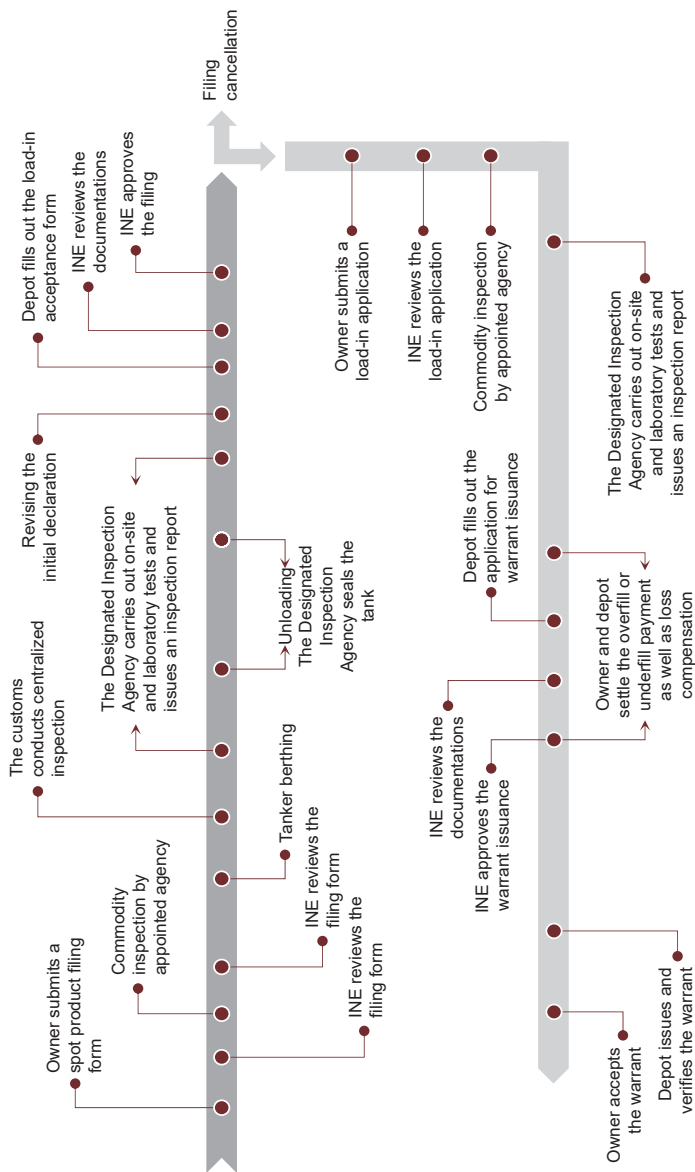 Owner submits a
spot product filing
form
INE reviews the
filing form
Commodity
inspection by
appointed agency
INE reviews the
filing form
Tanker berthing
The customs
conducts centralized
inspection
The Designated Inspection
Agency carries out on-site
and laboratory tests and
issues an inspection report
Unloading
The Designated
Inspection
Agency seals the
tank
Revising the
initial declaration
Depot fills out the load-in
acceptance form
INE reviews the
documentations
INE approves
the filing
Filing
cancellation
Owner submits a
load-in application
INE reviews the
load-in application
Commodity inspection
by appointed agency
The Designated Inspection
Agency carries out on-site
and laboratory tests and
issues an inspection report
Owner and depot
settle the overfill or
underfill payment
as well as loss
compensation
Depot fills out the
application for
warrant issuance
INE reviews the
documentations
INE approves the
warrant issuance
Depot issues and
verifies the warrant
Owner accepts
the warrant